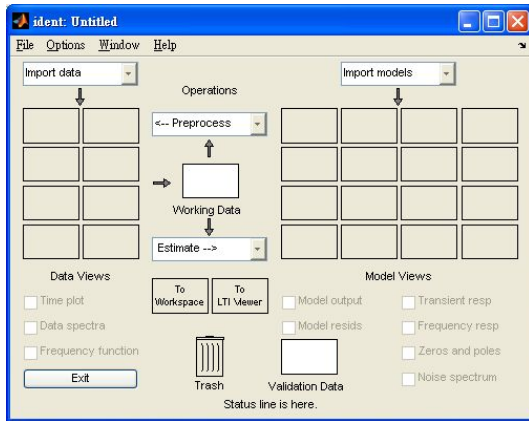 ident: Untitled
File Options Window Help
Import data
Import models
Operations
<-- Preprocess
Working Data
Estimate -->
Data Views
Model Views
Time plot
Data spectra
Frequency function
To Workspace
To LTI Viewer
Model output
Model resids
Transient resp
Frequency resp
Zeros and poles
Noise spectrum
Exit
Trash
Validation Data
Status line is here.